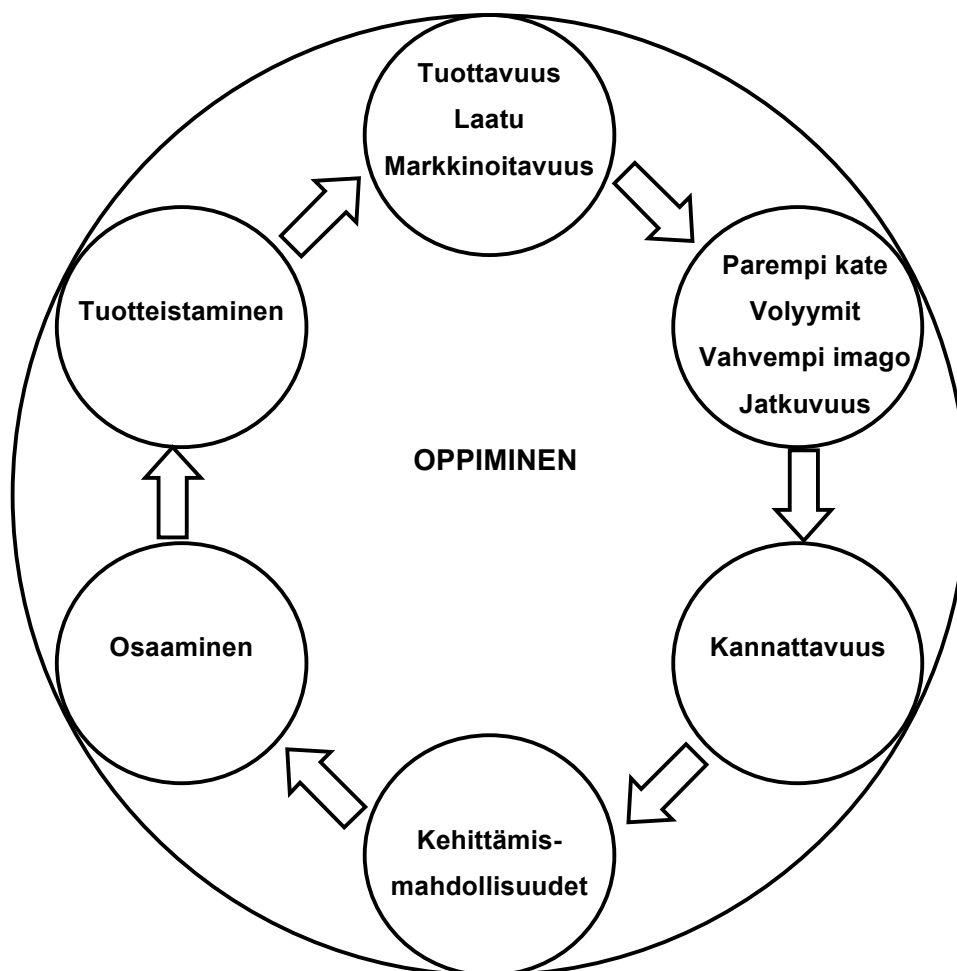 Tuottavuus
Laatu
Markkinoitavuus
Parempi kate
Volyymit
Vahvempi imago
Jatkuvuus
Tuotteistaminen
OPPIMINEN
Osaaminen
Kannattavuus
Kehittämis-
mahdollisuudet